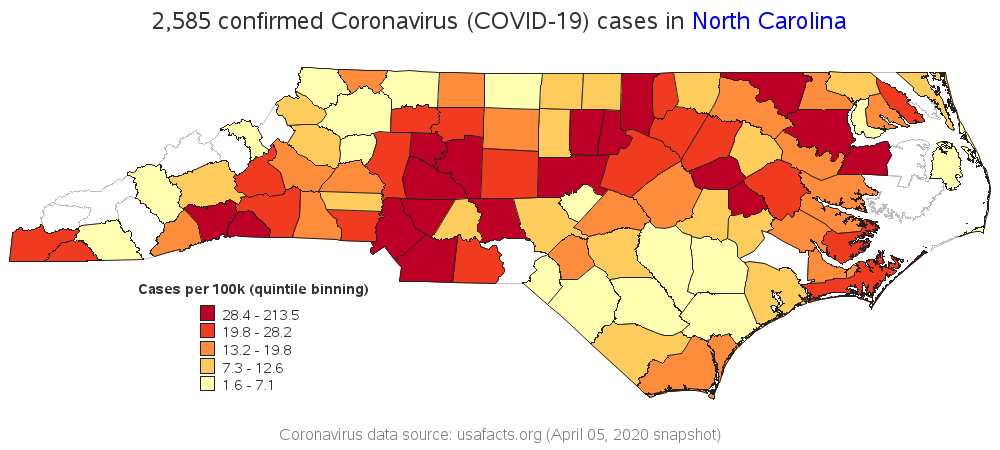 2,585 confirmed Coronavirus (COVID-19) cases in North Carolina
Cases per 100k (quintile binning)
28.4 - 213.5
19.8 - 28.2
13.2 - 19.8
7.3 - 12.6
1.6 - 7.1
Coronavirus data source: usafacts.org (April 05, 2020 snapshot)